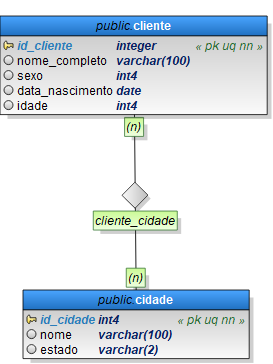 public.cliente
id_cliente integer « pk uq nn »
nome_completo varchar(100)
sexo int4
data_nascimento date
idade int4
(n)
cliente_cidade
(n)
public.cidade
id_cidade int4 « pk uq nn »
nome varchar(100)
estado varchar(2)